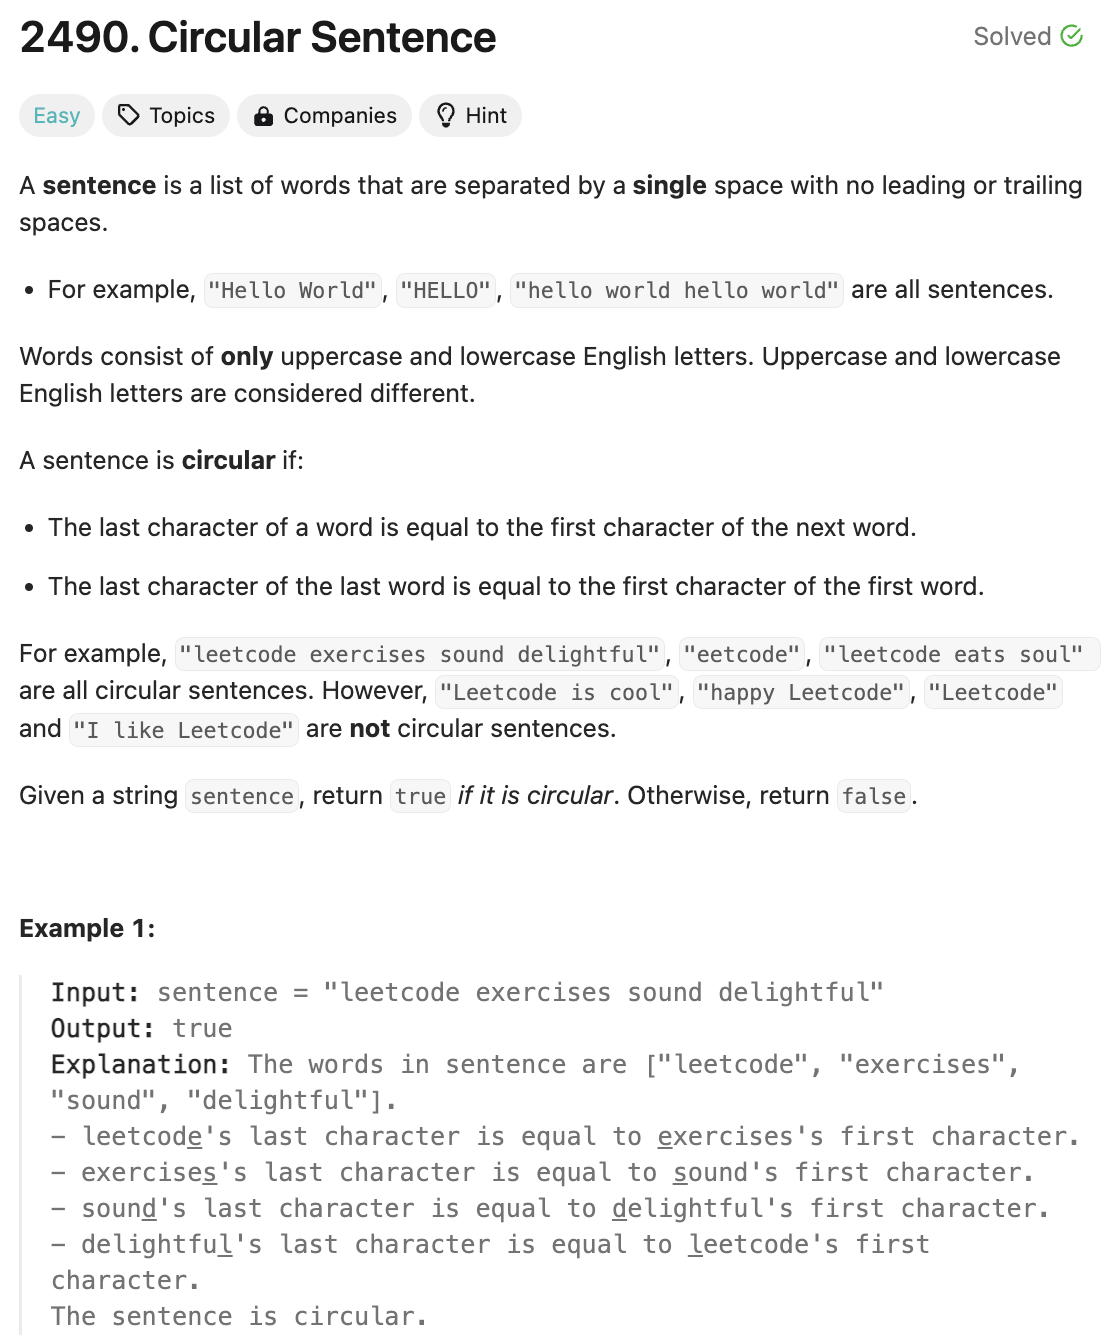 2490. Circular Sentence
Solved
Easy
Topics
Companies
Hint
A sentence is a list of words that are separated by a single space with no leading or trailing
spaces.
• For example, "Hello World", "HELLO", "hello world hello world" are all sentences.
Words consist of only uppercase and lowercase English letters. Uppercase and lowercase
English letters are considered different.
A sentence is circular if:
• The last character of a word is equal to the first character of the next word.
• The last character of the last word is equal to the first character of the first word.
For example, "leetcode exercises sound delightful", "eetcode", "leetcode eats soul"
are all circular sentences. However, "Leetcode is cool", "happy Leetcode", "Leetcode"
and "I like Leetcode" are not circular sentences.
Given a string sentence, return true if it is circular. Otherwise, return false.
Example 1:
Input: sentence = "leetcode exercises sound delightful"
Output: true
Explanation: The words in sentence are ["leetcode", "exercises",
"sound", "delightful"].
- leetcode's last character is equal to exercises's first character.
- exercises's last character is equal to sound's first character.
- sound's last character is equal to delightful's first character.
- delightful's last character is equal to leetcode's first
character.
The sentence is circular.